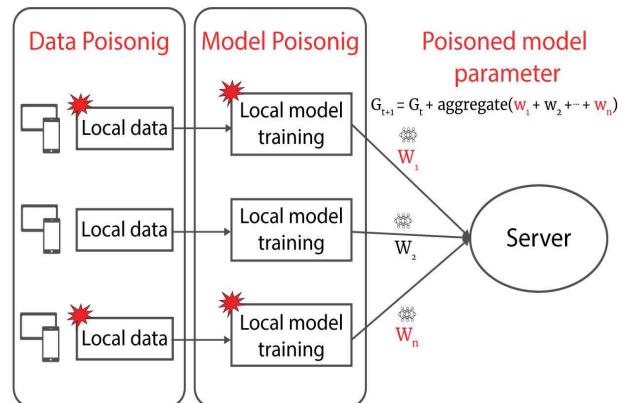 Data Poisonig
Model Poisonig
Poisoned model
parameter
Gₜ₊₁ = Gₜ + aggregate(w₁ + w₂ +···+ wₙ)
Local data
Local model
training
W₁
Local data
Local model
training
W₂
Server
Local data
Local model
training
Wₙ